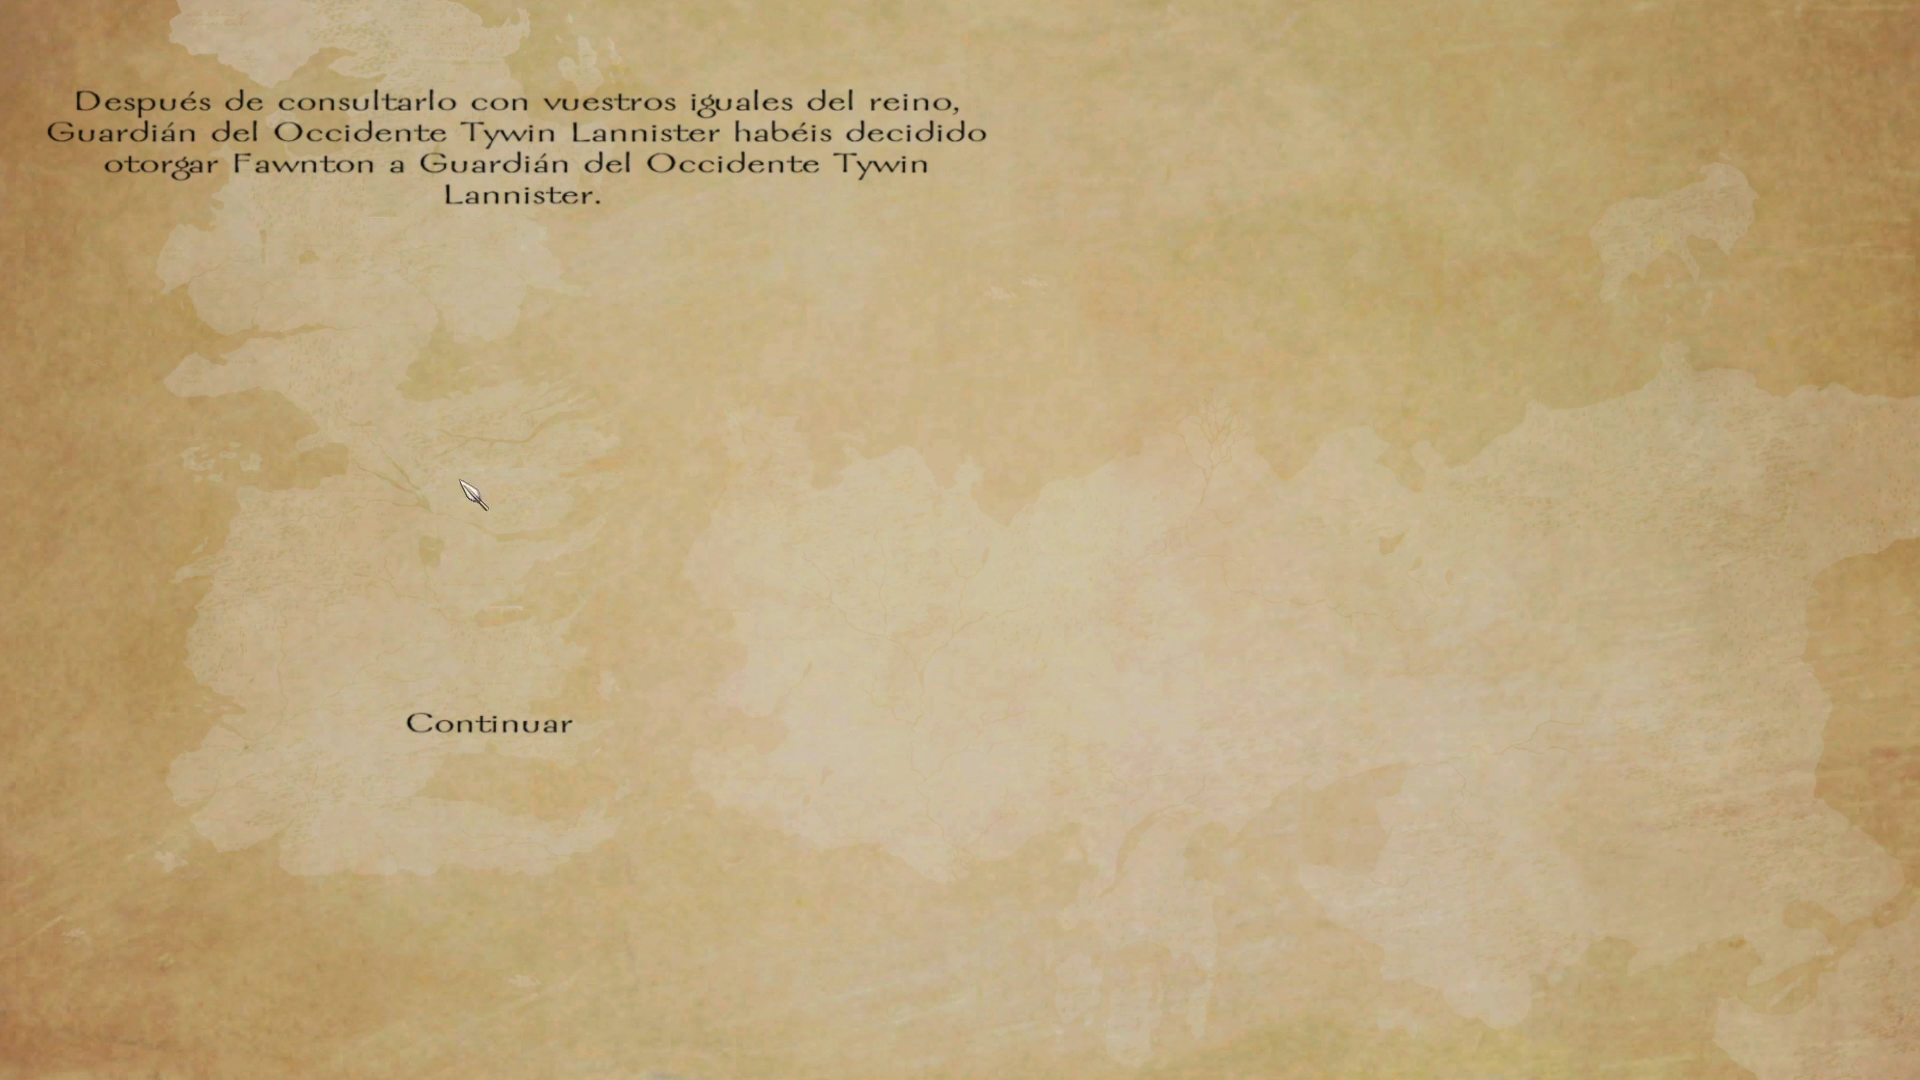 Después de consultarlo con vuestros iguales del reino,
Guardián del Occidente Tywin Lannister habéis decidido
otorgar Fawnton a Guardián del Occidente Tywin
Lannister.
Continuar